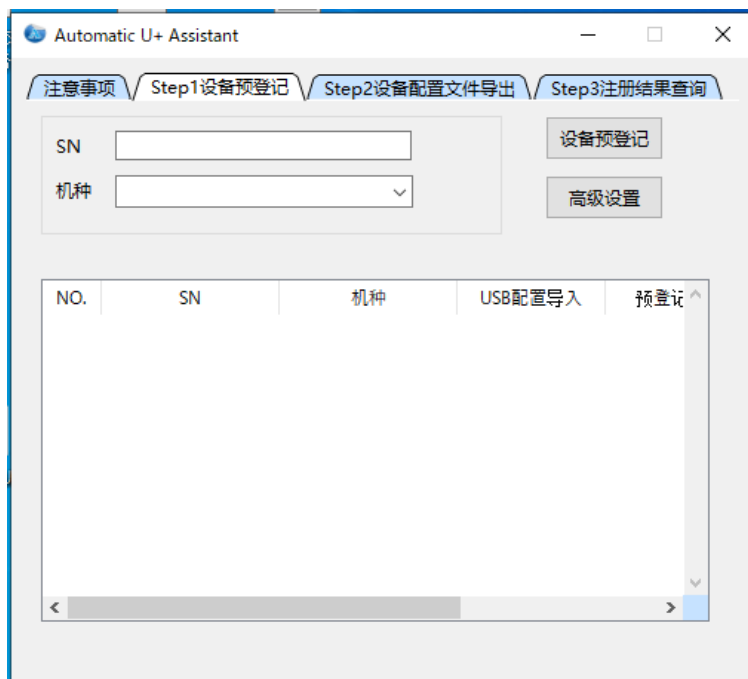 Automatic U+ Assistant
注意事项 Step1设备预登记 Step2设备配置文件导出 Step3注册结果查询
SN 设备预登记
机种 高级设置
NO. SN 机种 USB配置导入 预登记